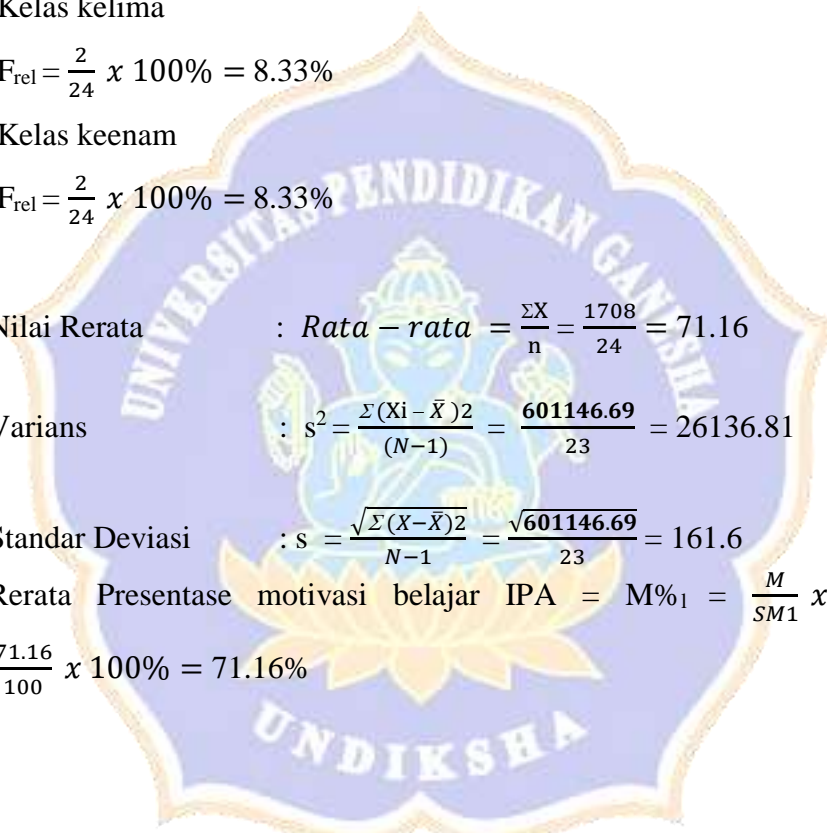 Kelas kelima
F_rel = 2/24 x 100% = 8.33%
Kelas keenam
F_rel = 2/24 x 100% = 8.33%
UNIVERSITAS PENDIDIKAN GANESHA
Nilai Rerata : Rata – rata = ΣX/n = 1708/24 = 71.16
Varians : s² = Σ(Xi – X̄ )2/(N−1) = 601146.69/23 = 26136.81
Standar Deviasi : s = √Σ(X−X̄)2/N−1 = √601146.69/23 = 161.6
Rerata Presentase motivasi belajar IPA = M%₁ = M/SM1 x
71.16/100 x 100% = 71.16%
UNDIKSHA